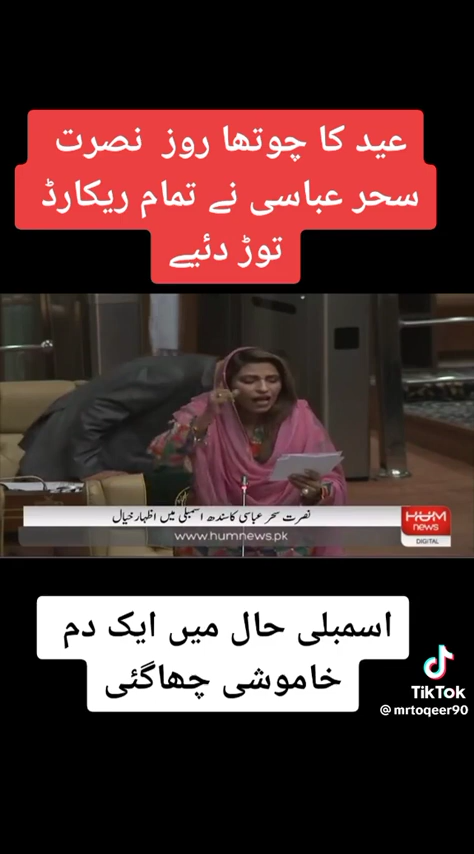 عید کا چوتھا روز نصرت
سحر عباسی نے تمام ریکارڈ
توڑ دئیے
نصرت سحر عباسی کا سندھ اسمبلی میں اظہار خیال
www.humnews.pk
HUM
news
DIGITAL
اسمبلی حال میں ایک دم
خاموشی چھاگئی
TikTok
@mrtoqeer90